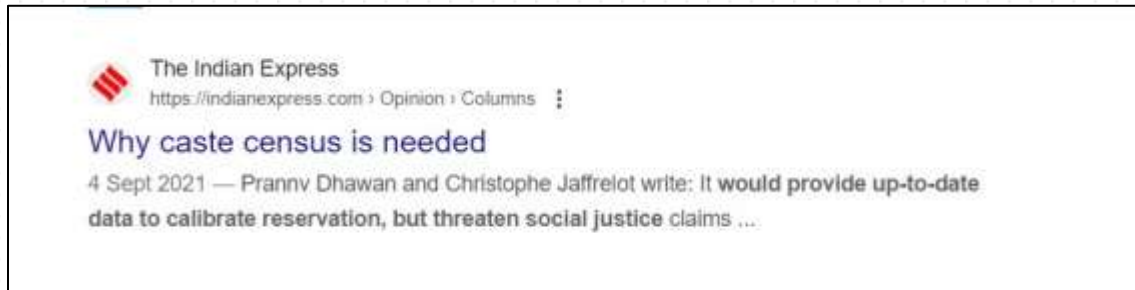 The Indian Express
https://indianexpress.com › Opinion › Columns
Why caste census is needed
4 Sept 2021 — Prannv Dhawan and Christophe Jaffrelot write: It would provide up-to-date
data to calibrate reservation, but threaten social justice claims ...